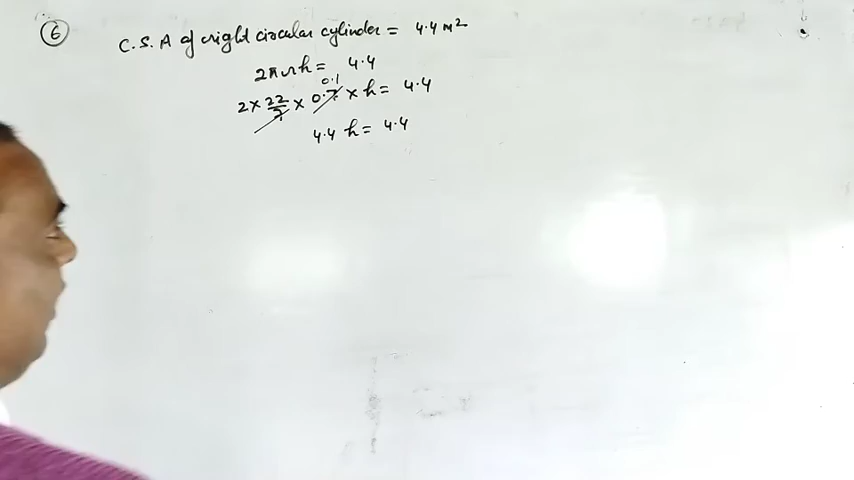 6
C.S.A of right circular cylinder = 4.4 m²
2πrh = 4.4
0.1
2 × 22/7 × 0.7 × h = 4.4
4.4 h = 4.4